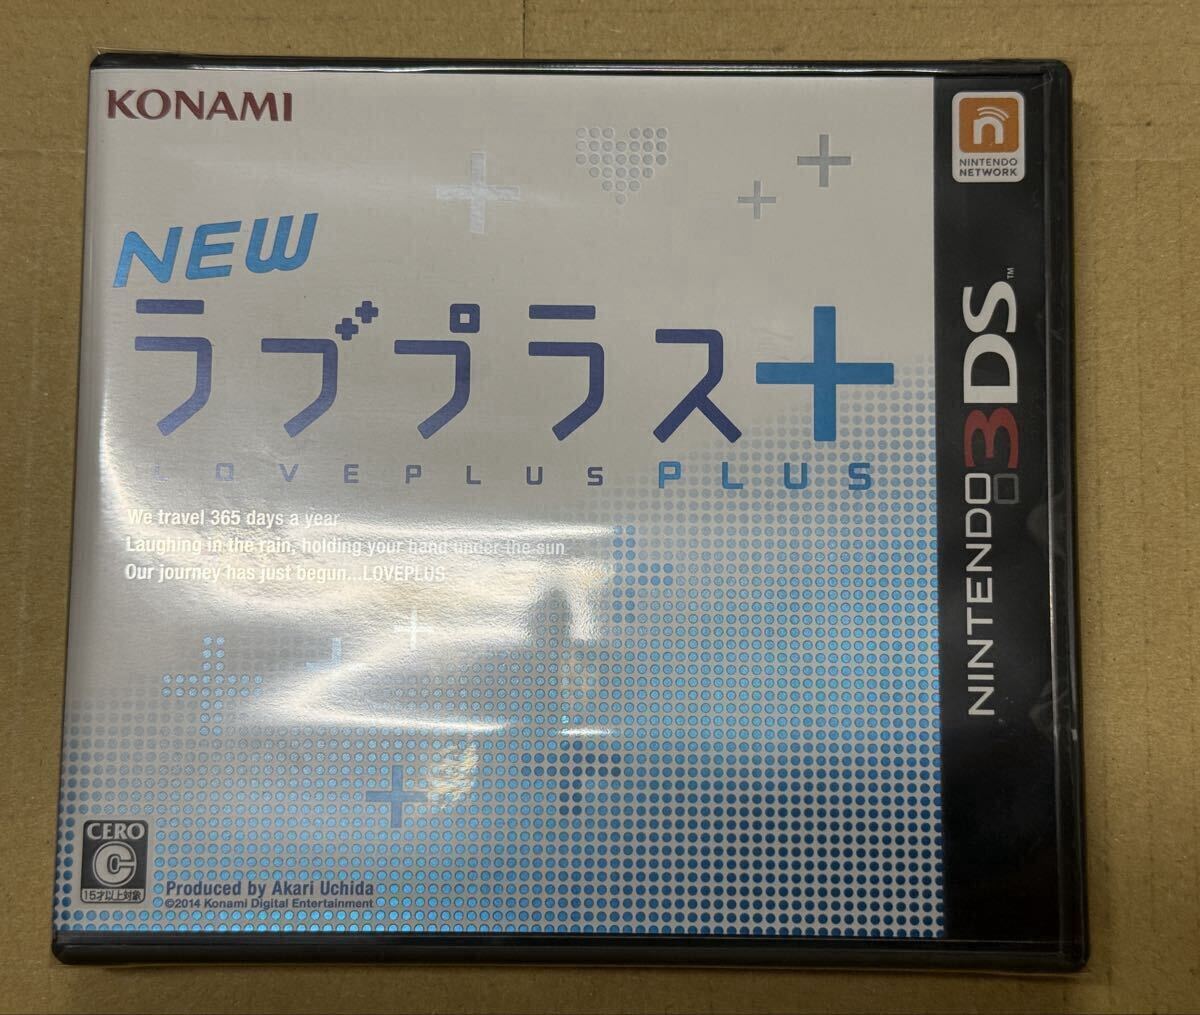 KONAMI
NINTENDO
NETWORK
NEW
ラブプラス+
LOVEPLUS PLUS
We travel 365 days a year
Laughing in the rain, holding your hand under the sun
Our journey has just begun...LOVEPLUS
NINTENDO3DS™
CERO
C
15才以上対象
Produced by Akari Uchida
©2014 Konami Digital Entertainment